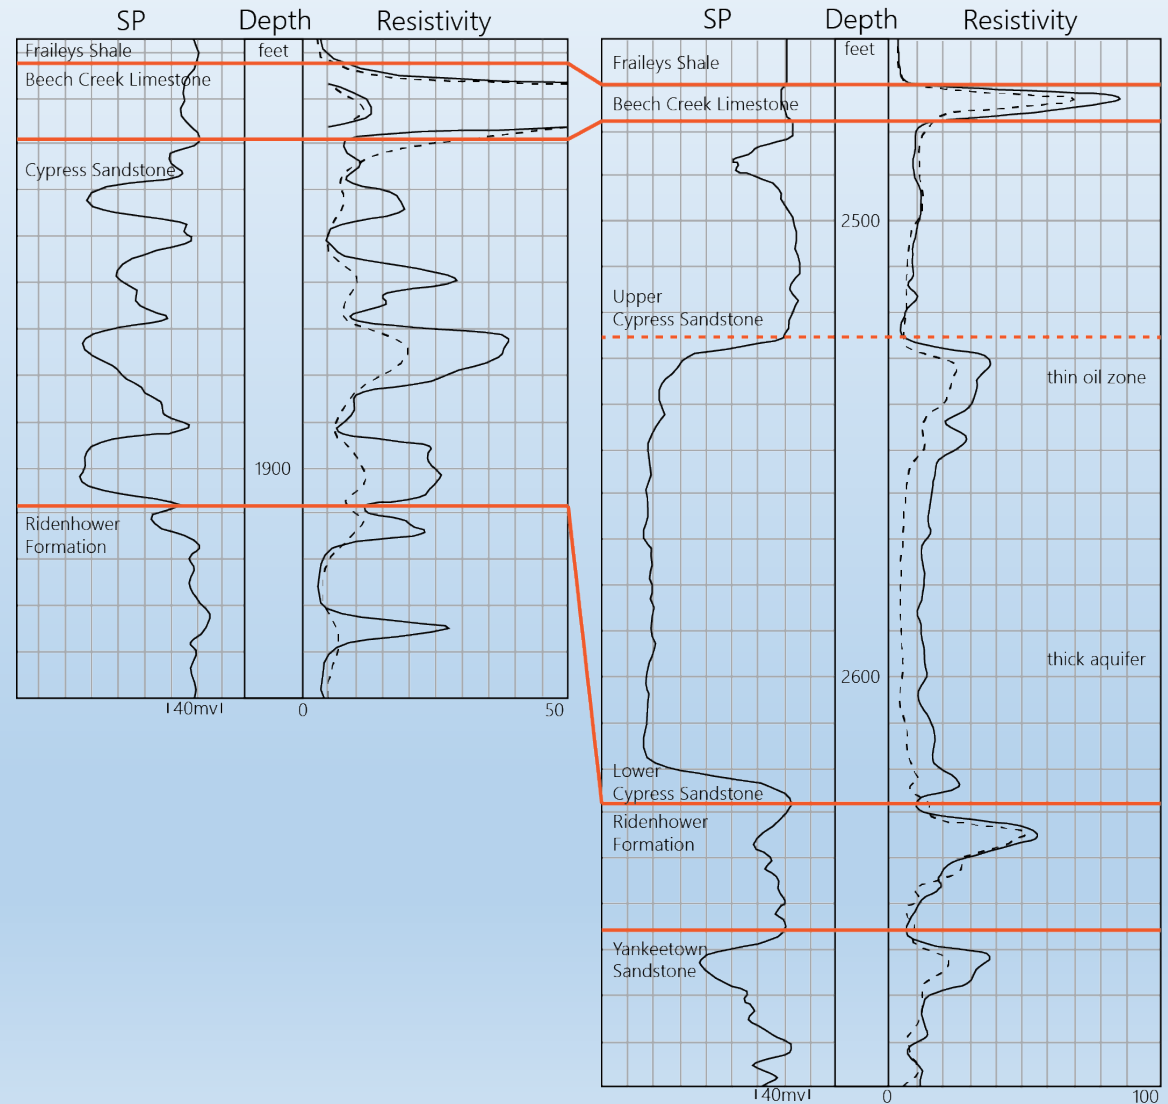 SP Depth Resistivity
feet
Fraileys Shale
Beech Creek Limestone
Cypress Sandstone
1900
Ridenhower
Formation
40mv
0
50
SP Depth Resistivity
feet
Fraileys Shale
Beech Creek Limestone
2500
Upper
Cypress Sandstone
thin oil zone
thick aquifer
2600
Lower
Cypress Sandstone
Ridenhower
Formation
Yankeetown
Sandstone
40mv
0
100